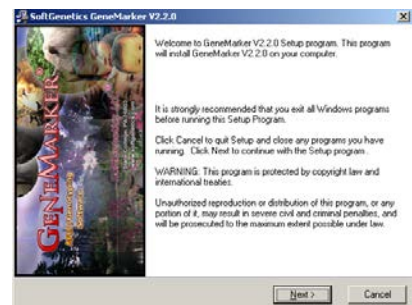 SoftGenetics GeneMarker V2.2.0
Welcome to GeneMarker V2.2.0 Setup program. This program
will install GeneMarker V2.2.0 on your computer.
It is strongly recommended that you exit all Windows programs
before running this Setup Program.
Click Cancel to quit Setup and close any programs you have
running. Click Next to continue with the Setup program.
WARNING: This program is protected by copyright law and
international treaties.
Unauthorized reproduction or distribution of this program, or any
portion of it, may result in severe civil and criminal penalties, and
will be prosecuted to the maximum extent possible under law.
GENEMARKER
Next >
Cancel